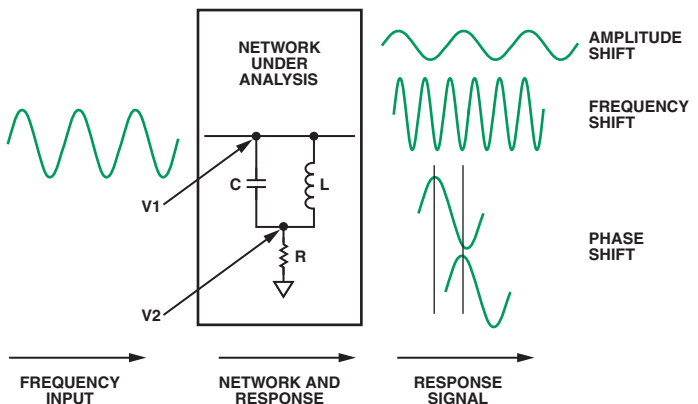 NETWORK
UNDER
ANALYSIS
C
L
R
V1
V2
AMPLITUDE
SHIFT
FREQUENCY
SHIFT
PHASE
SHIFT
FREQUENCY
INPUT
NETWORK AND
RESPONSE
RESPONSE
SIGNAL